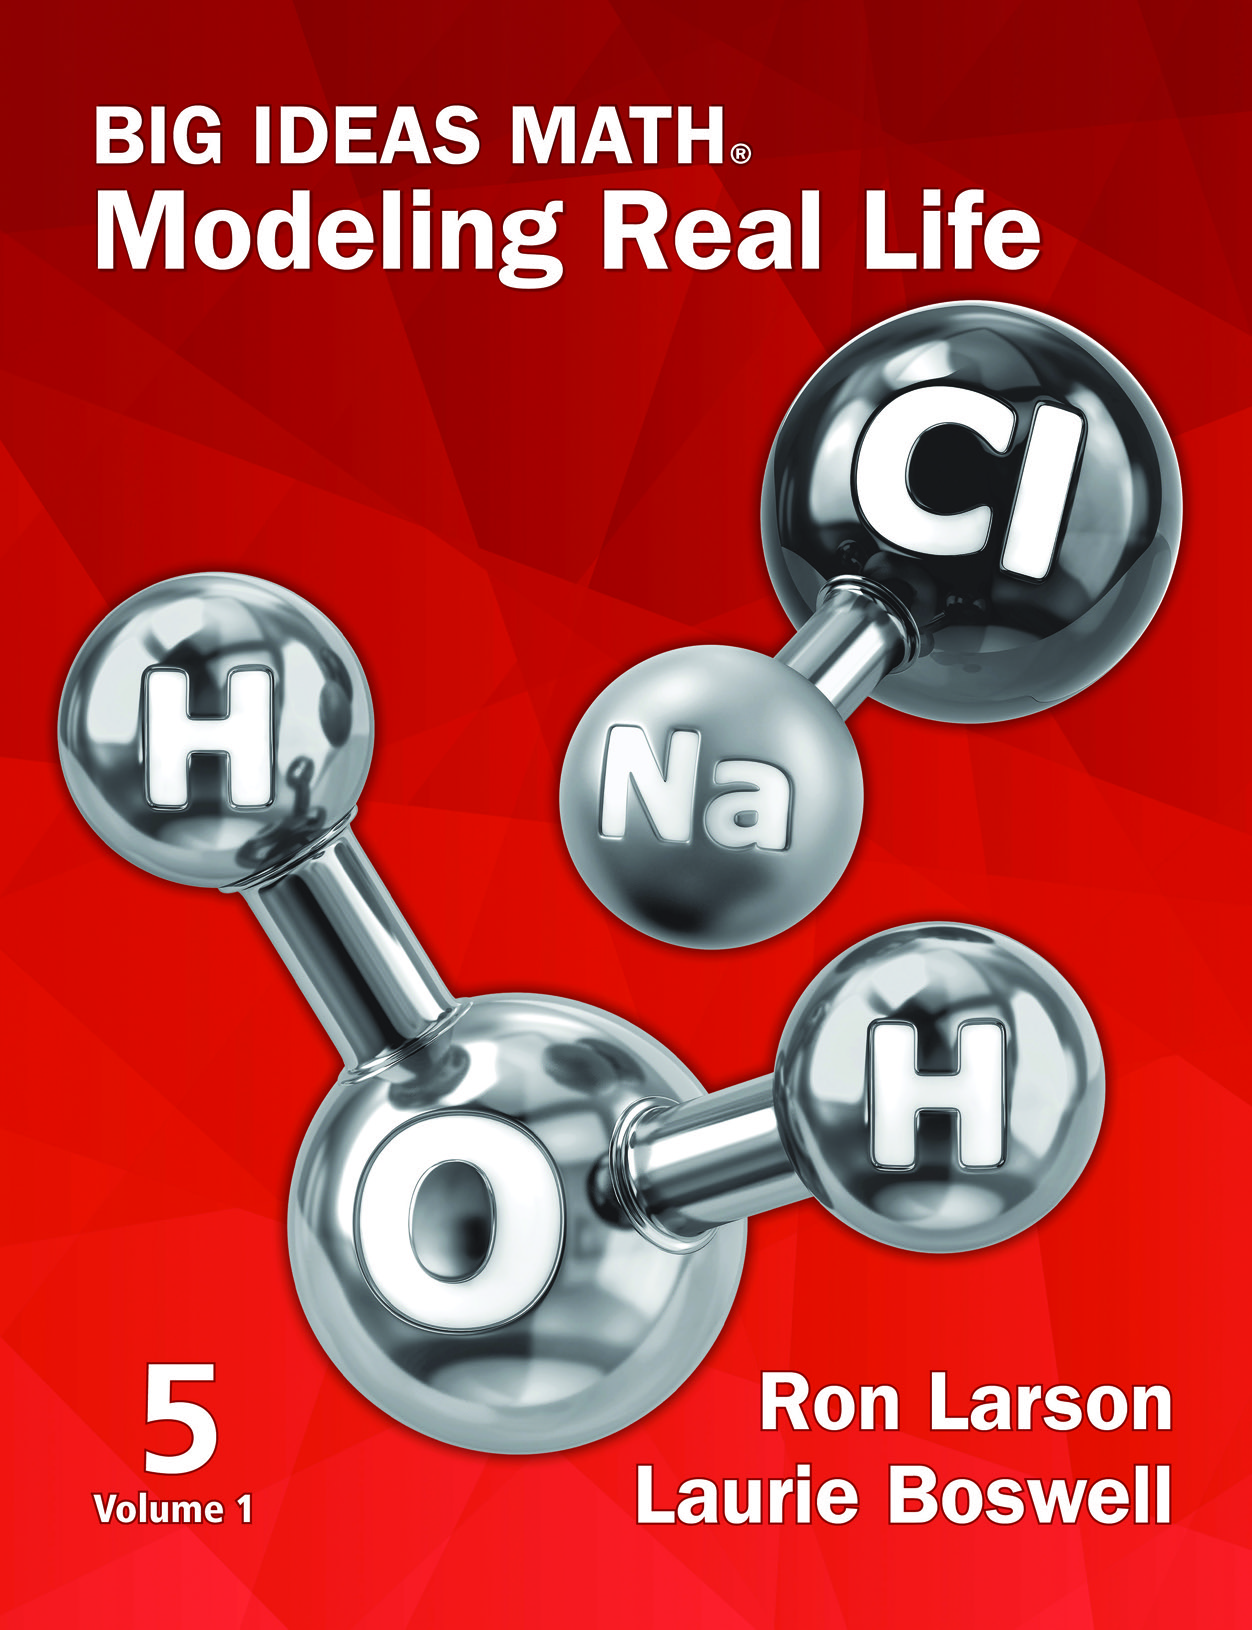 BIG IDEAS MATH®
Modeling Real Life
Cl
H
Na
H
O
5
Volume 1
Ron Larson
Laurie Boswell